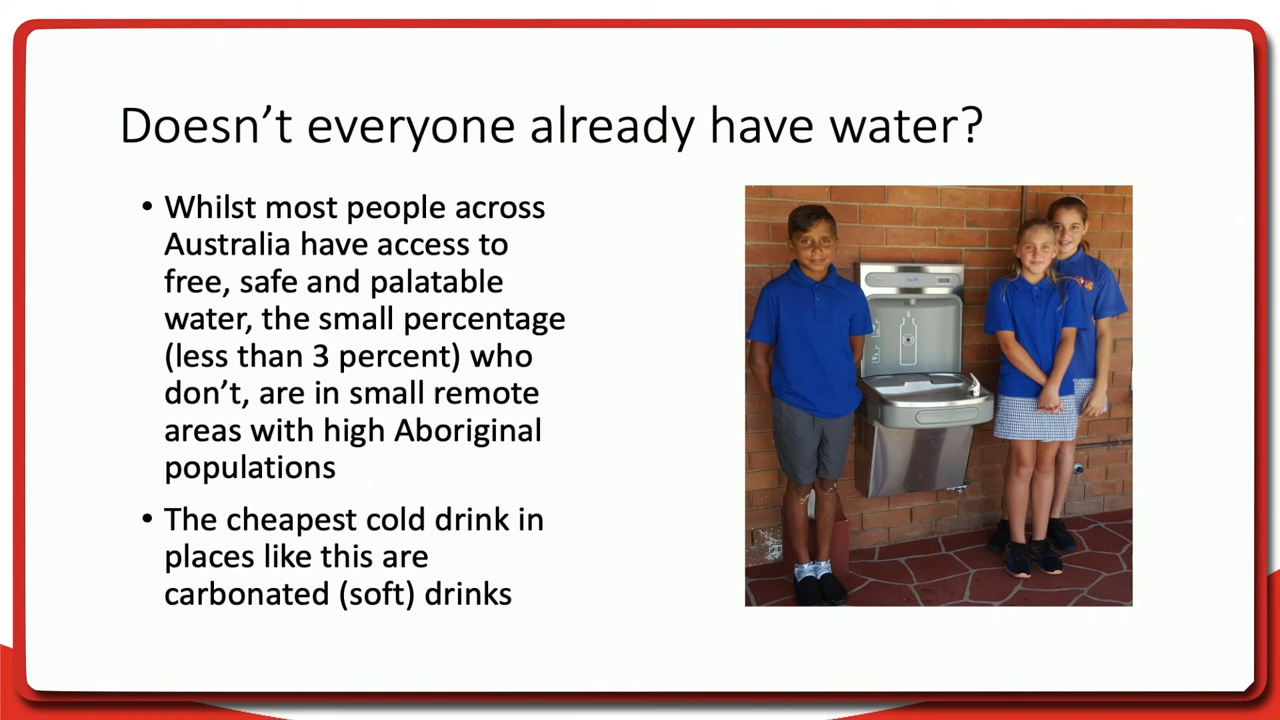 Doesn’t everyone already have water?
• Whilst most people across
Australia have access to
free, safe and palatable
water, the small percentage
(less than 3 percent) who
don’t, are in small remote
areas with high Aboriginal
populations
• The cheapest cold drink in
places like this are
carbonated (soft) drinks